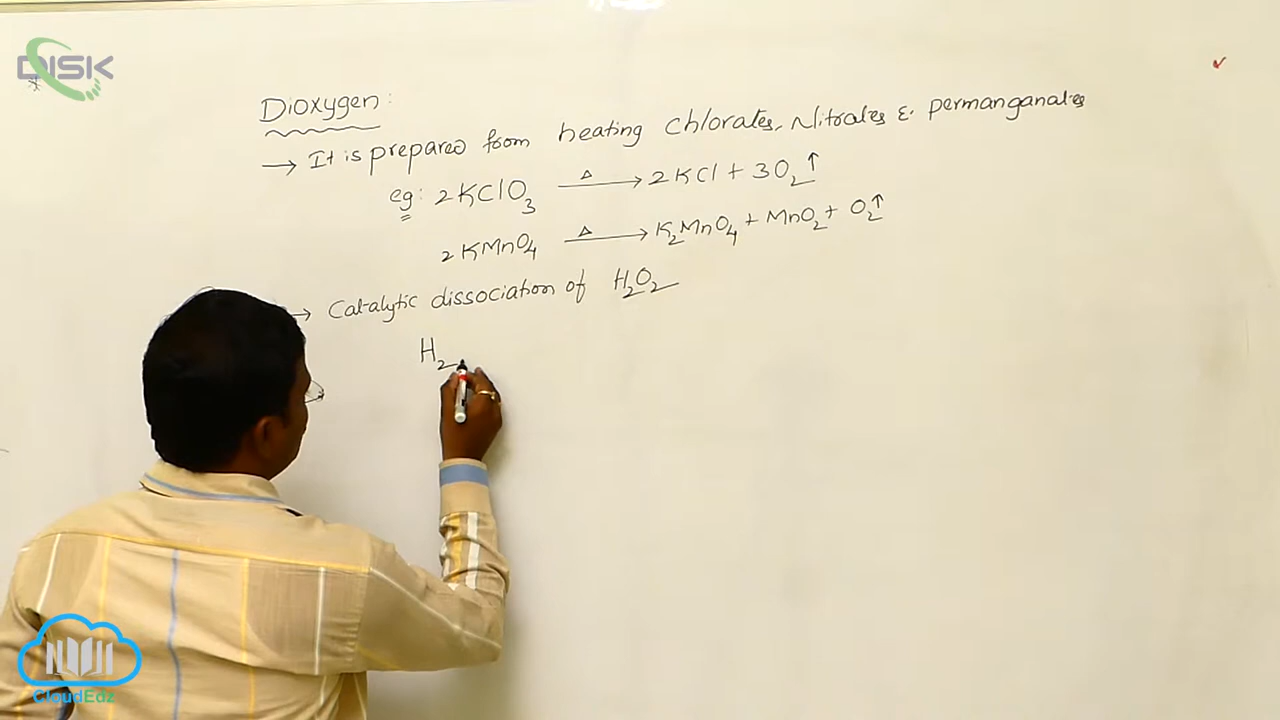 DISK
Dioxygen:
→ It is prepared from heating chlorates, Nitrates & permanganates
eg: 2KClO₃ —Δ→ 2KCl + 3O₂↑
2KMnO₄ —Δ→ K₂MnO₄ + MnO₂ + O₂↑
→ Catalytic dissociation of H₂O₂
H₂
CloudEdz